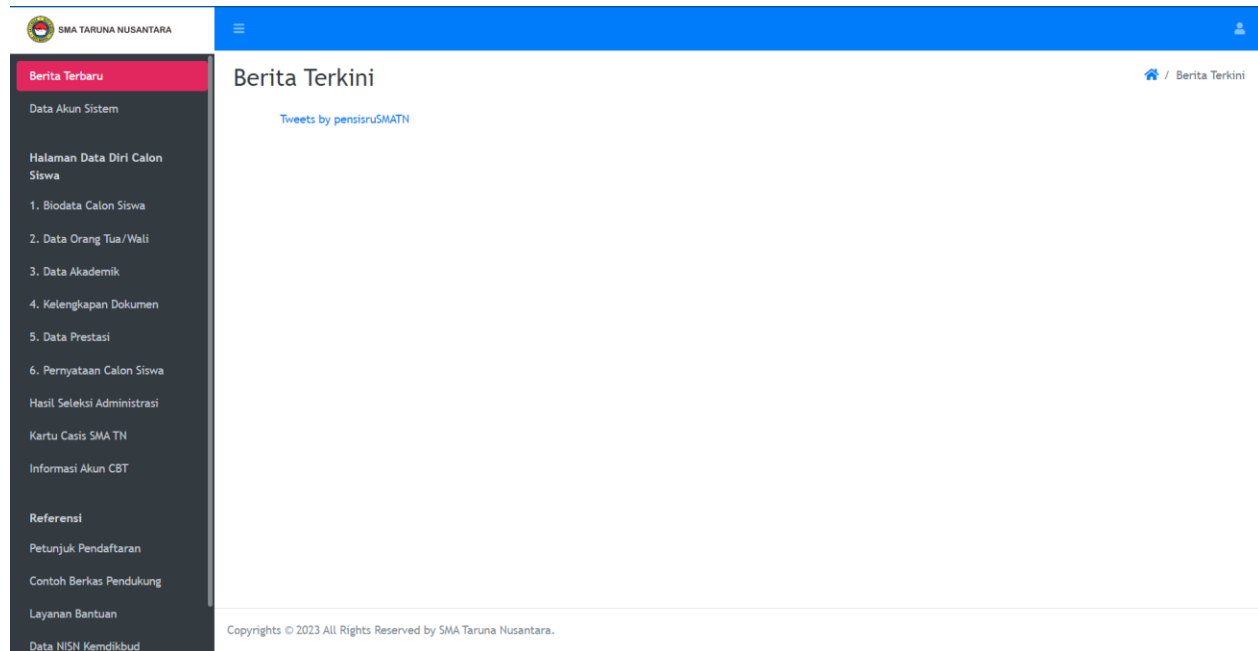 SMA TARUNA NUSANTARA
Berita Terbaru
Data Akun Sistem
Halaman Data Diri Calon
Siswa
1. Biodata Calon Siswa
2. Data Orang Tua/Wali
3. Data Akademik
4. Kelengkapan Dokumen
5. Data Prestasi
6. Pernyataan Calon Siswa
Hasil Seleksi Administrasi
Kartu Casis SMA TN
Informasi Akun CBT
Referensi
Petunjuk Pendaftaran
Contoh Berkas Pendukung
Layanan Bantuan
Data NISN Kemdikbud
Berita Terkini
/ Berita Terkini
Tweets by pensisruSMATN
Copyrights © 2023 All Rights Reserved by SMA Taruna Nusantara.